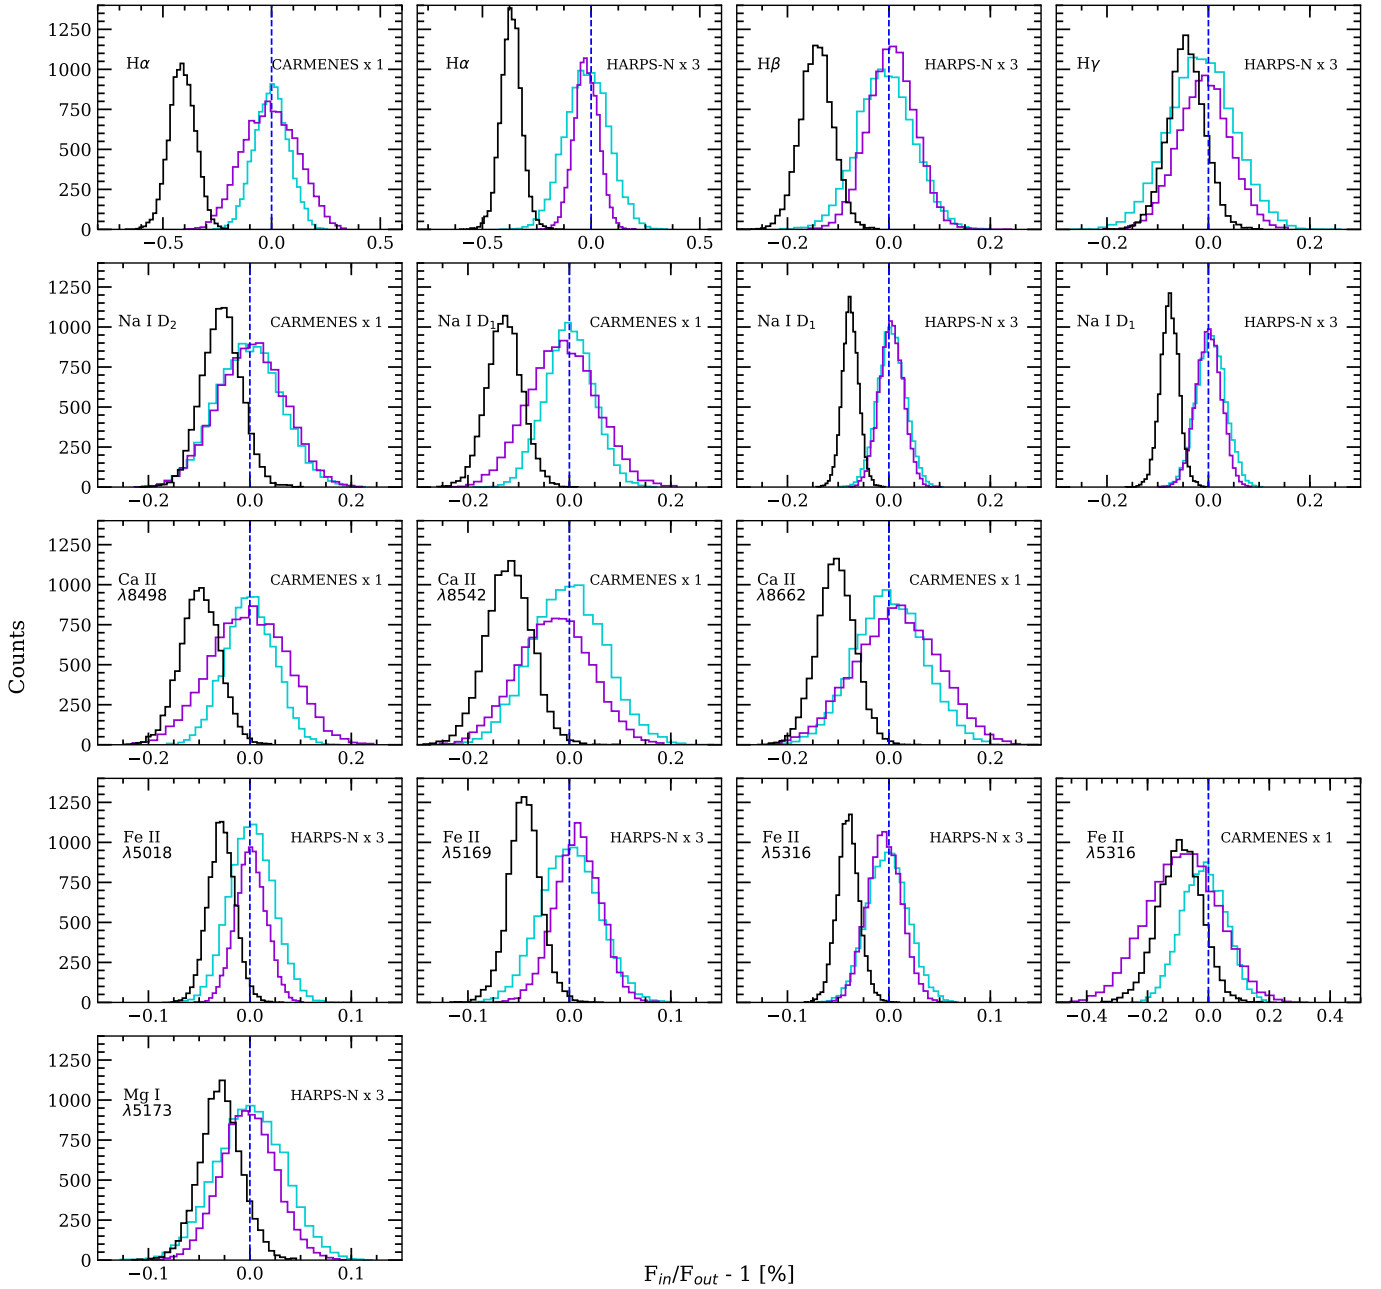 1250
1000
750
500
250
0
Hα
CARMENES x 1
−0.5
0.0
0.5
Hα
HARPS-N x 3
−0.5
0.0
0.5
Hβ
HARPS-N x 3
−0.2
0.0
0.2
Hγ
HARPS-N x 3
−0.2
0.0
0.2
1250
1000
750
500
250
0
Na I D₂
CARMENES x 1
−0.2
0.0
0.2
Na I D₁
CARMENES x 1
−0.2
0.0
0.2
Na I D₁
HARPS-N x 3
−0.2
0.0
0.2
Na I D₁
HARPS-N x 3
−0.2
0.0
0.2
Counts
1250
1000
750
500
250
0
Ca II
λ8498
CARMENES x 1
−0.2
0.0
0.2
Ca II
λ8542
CARMENES x 1
−0.2
0.0
0.2
Ca II
λ8662
CARMENES x 1
−0.2
0.0
0.2
1250
1000
750
500
250
0
Fe II
λ5018
HARPS-N x 3
−0.1
0.0
0.1
Fe II
λ5169
HARPS-N x 3
−0.1
0.0
0.1
Fe II
λ5316
HARPS-N x 3
−0.1
0.0
0.1
Fe II
λ5316
CARMENES x 1
−0.4
−0.2
0.0
0.2
0.4
1250
1000
750
500
250
0
Mg I
λ5173
HARPS-N x 3
−0.1
0.0
0.1
F_in/F_out - 1 [%]